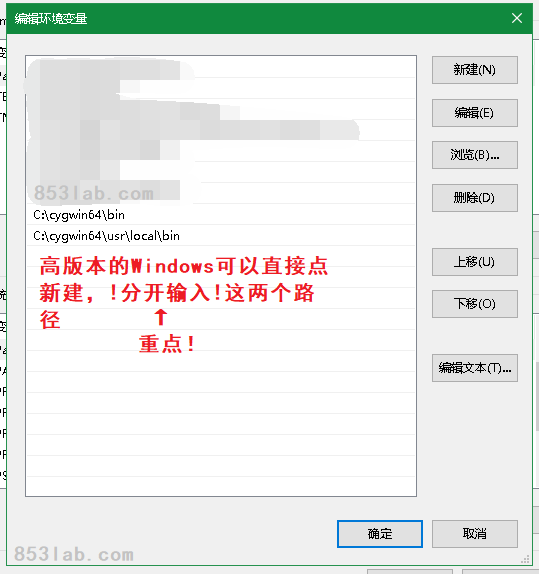 编辑环境变量
新建(N)
编辑(E)
浏览(B)...
删除(D)
853lab.com
C:\cygwin64\bin
C:\cygwin64\usr\local\bin
上移(U)
高版本的Windows可以直接点
新建，!分开输入!这两个路
径
↑
重点!
下移(O)
编辑文本(T)...
确定
取消
853lab.com